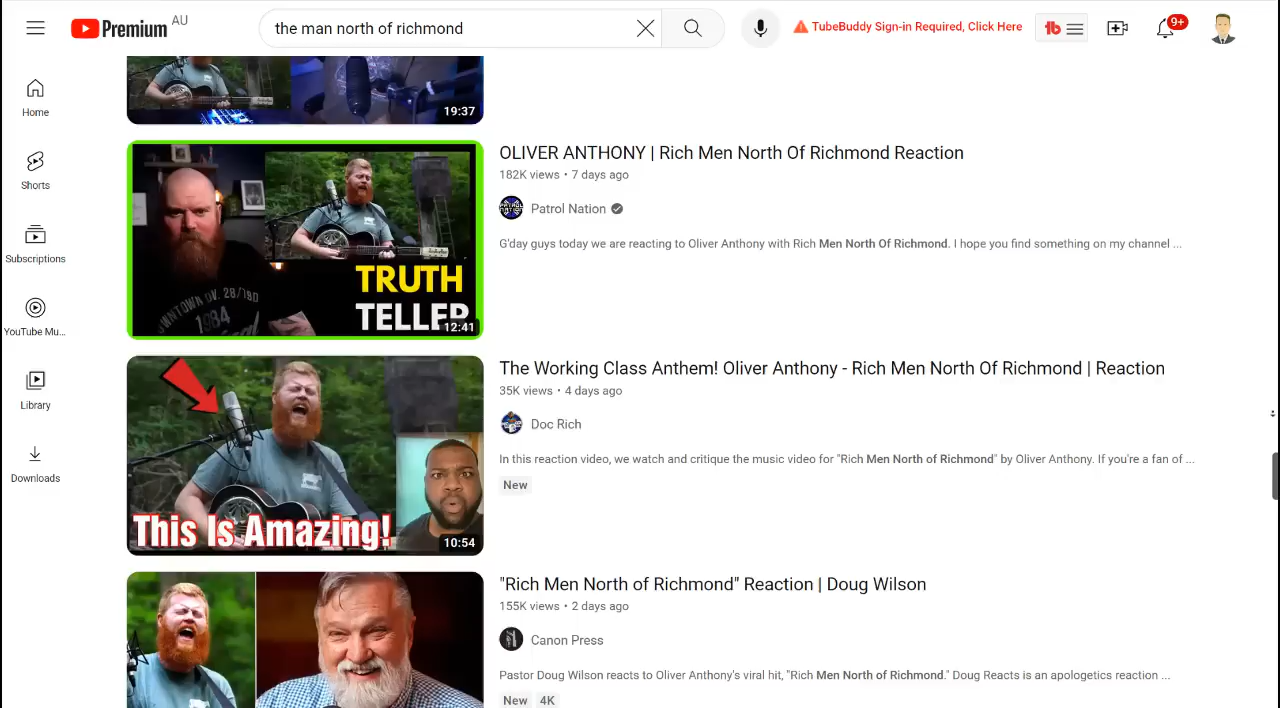 Premium AU
the man north of richmond
TubeBuddy Sign-in Required, Click Here
tb
9+
Home
Shorts
Subscriptions
YouTube Mu...
Library
Downloads
19:37
TRUTH
TELLER
1984
12:41
OLIVER ANTHONY | Rich Men North Of Richmond Reaction
182K views • 7 days ago
Patrol Nation
G'day guys today we are reacting to Oliver Anthony with Rich Men North Of Richmond. I hope you find something on my channel ...
This Is Amazing!
10:54
The Working Class Anthem! Oliver Anthony - Rich Men North Of Richmond | Reaction
35K views • 4 days ago
Doc Rich
In this reaction video, we watch and critique the music video for "Rich Men North of Richmond" by Oliver Anthony. If you're a fan of ...
New
"Rich Men North of Richmond" Reaction | Doug Wilson
155K views • 2 days ago
Canon Press
Pastor Doug Wilson reacts to Oliver Anthony's viral hit, "Rich Men North of Richmond." Doug Reacts is an apologetics reaction ...
New 4K